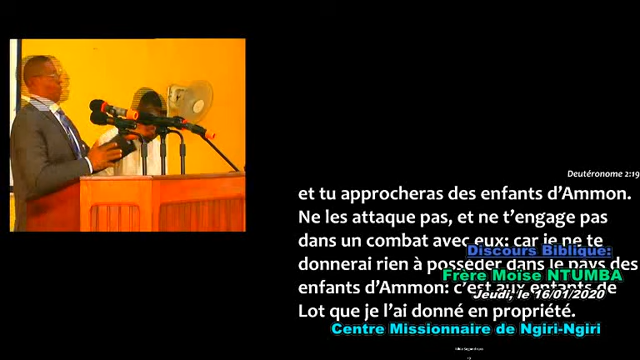 Deutéronome 2:19
et tu approcheras des enfants d'Ammon.
Ne les attaque pas, et ne t'engage pas
dans un combat avec eux: car je ne te
Discours Biblique:
donnerai rien à posséder dans le pays des
Frère Moïse NTUMBA
enfants d'Ammon: c'est aux enfants de
Jeudi, le 16/01/2020
Lot que je l'ai donné en propriété.
Centre Missionnaire de Ngiri-Ngiri